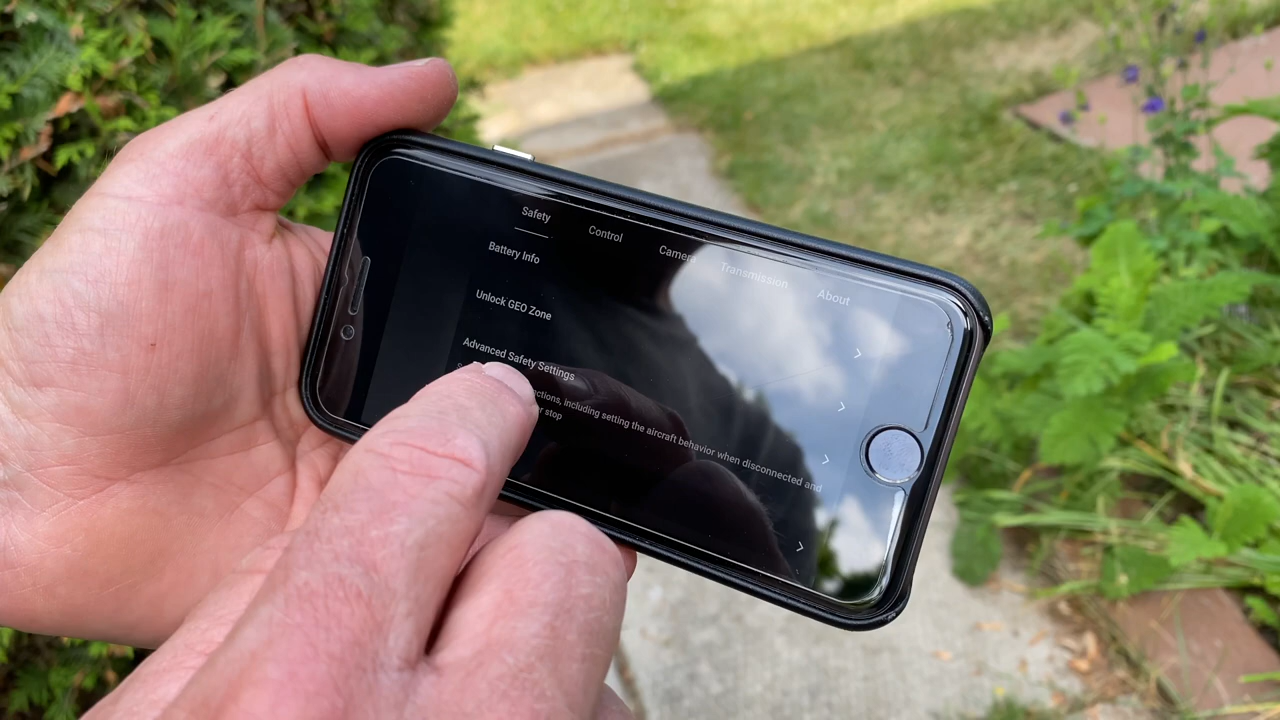 Safety Control Camera Transmission About
Battery Info
Unlock GEO Zone
Advanced Safety Settings
including setting the aircraft behavior when disconnected and
stop